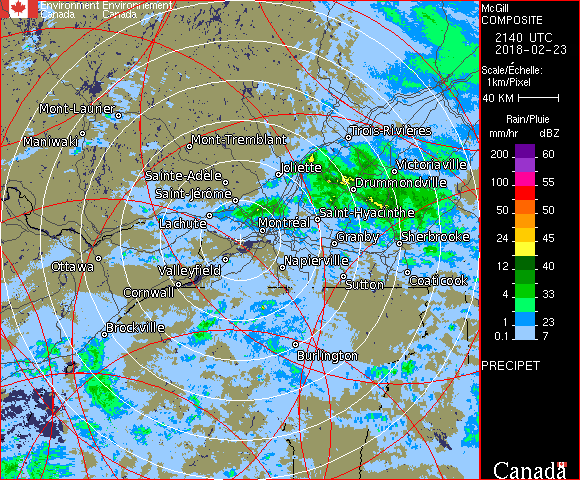 Environment Environnement
Canada Canada
McGill
COMPOSITE
2140 UTC
2018-02-23
Scale/Échelle:
1km/Pixel
40 KM
Rain/Pluie
mm/hr dBZ
200 60
100 55
50 50
24 45
12 40
4 33
1 23
0.1 7
PRECIPET
Canada
Mont-Laurier
Maniwaki
Mont-Tremblant
Trois-Rivières
Joliette
Victoriaville
Sainte-Adèle
Drummondville
Saint-Jérôme
Lachute
Saint-Hyacinthe
Montréal
Granby
Sherbrooke
Ottawa
Valleyfield
Napierville
Coaticook
Sutton
Cornwall
Brockville
Burlington